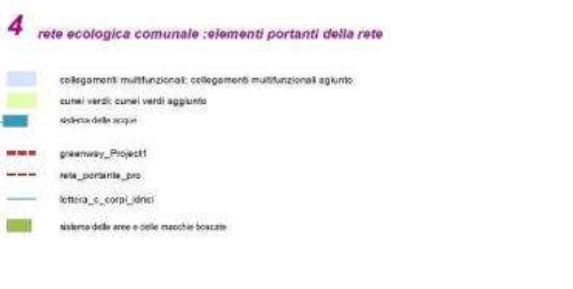 4 rete ecologica comunale :elementi portanti della rete
collegamenti multifunzionali: collegamenti multifunzionali agiunto
cunei verdi: cunei verdi aggiunto
sistema delle acque
greenway_Project1
rete_portante_pro
lettera_c_corpi_idrici
sistema delle aree e delle macchie boscate